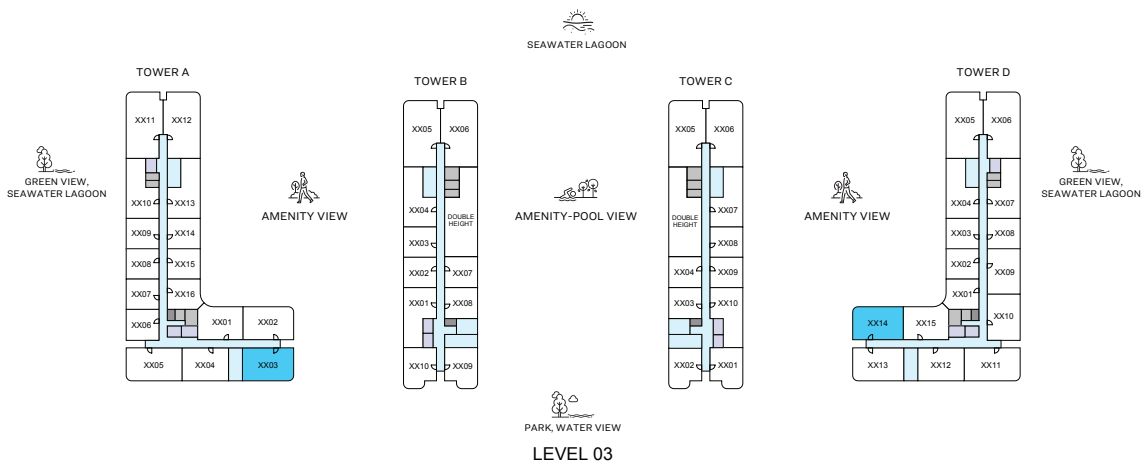 SEAWATER LAGOON
TOWER A
TOWER B
TOWER C
TOWER D
XX11
XX12
XX10
XX13
XX09
XX14
XX08
XX15
XX07
XX16
XX06
XX01
XX02
XX05
XX04
XX03
XX05
XX06
XX04
DOUBLE
HEIGHT
XX03
XX02
XX07
XX01
XX08
XX10
XX09
XX05
XX06
XX07
DOUBLE
HEIGHT
XX08
XX04
XX09
XX03
XX10
XX02
XX01
XX05
XX06
XX04
XX07
XX03
XX08
XX02
XX09
XX01
XX10
XX14
XX15
XX13
XX12
XX11
GREEN VIEW,
SEAWATER LAGOON
AMENITY VIEW
AMENITY-POOL VIEW
AMENITY VIEW
GREEN VIEW,
SEAWATER LAGOON
PARK, WATER VIEW
LEVEL 03